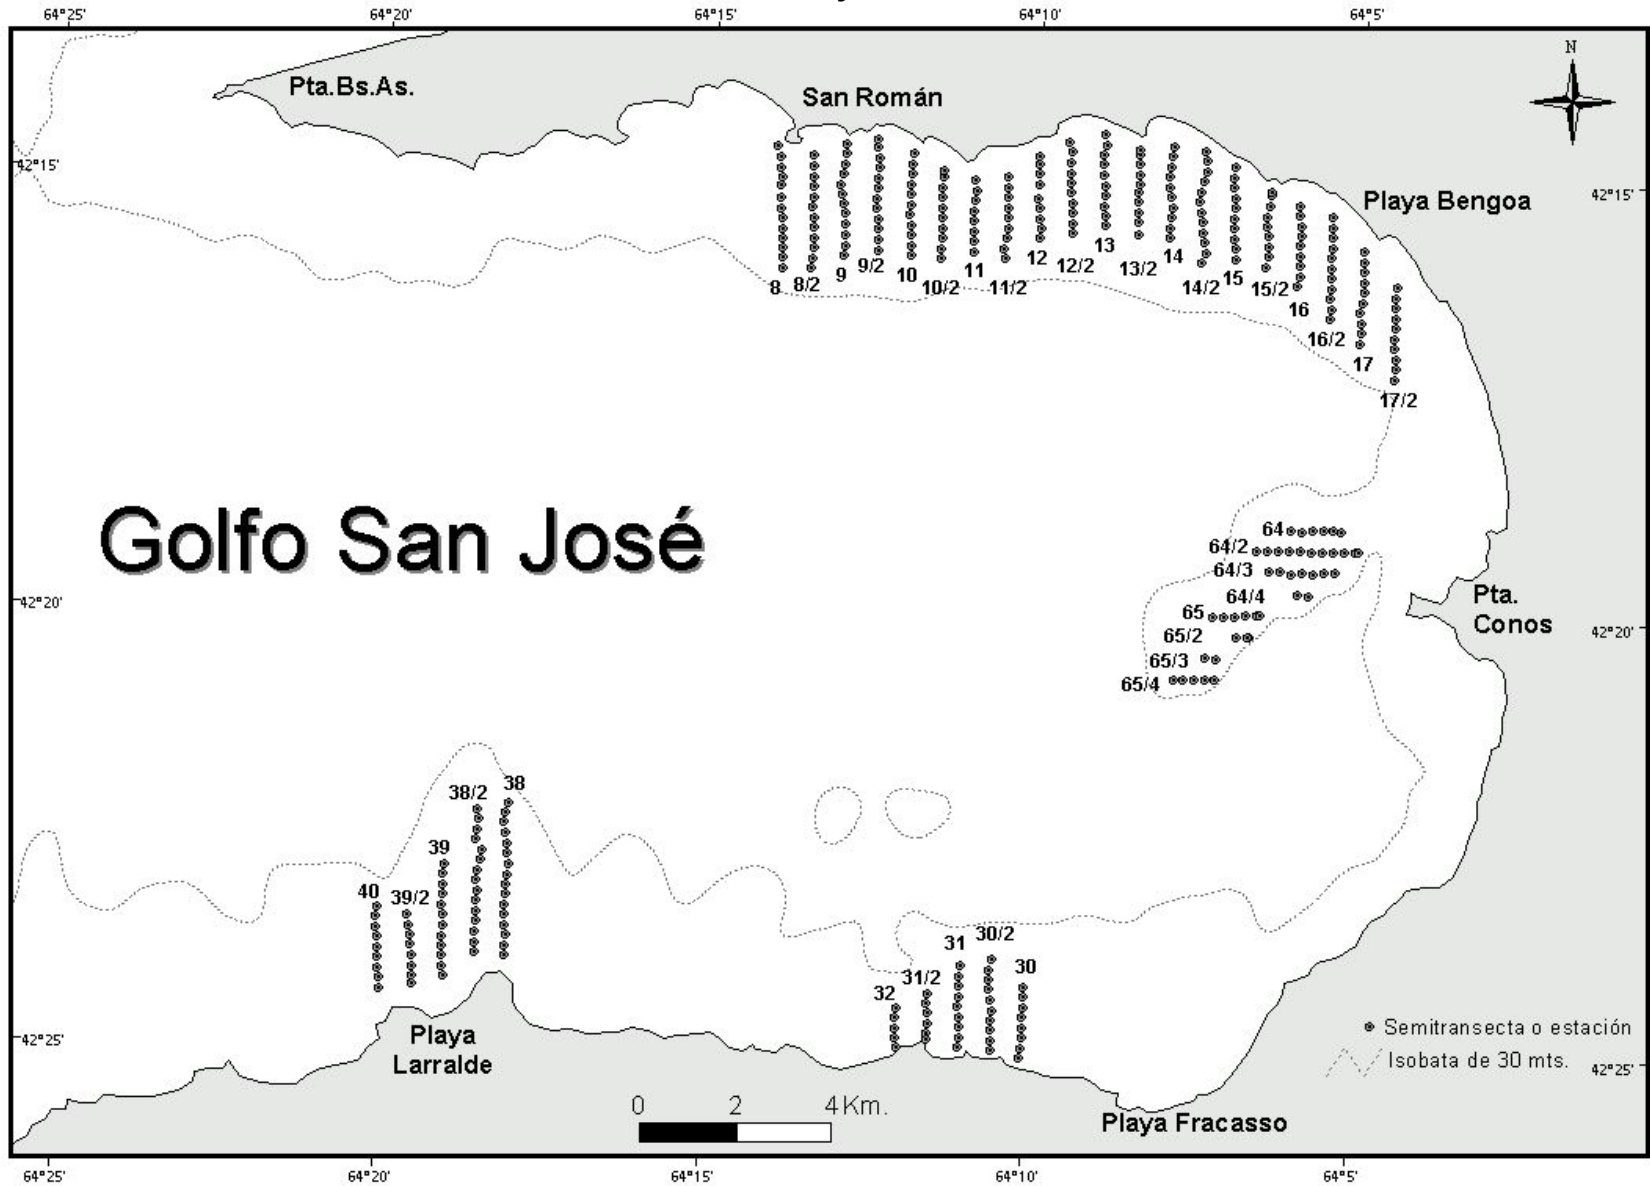 64°25' 64°20' 64°15' 64°10' 64°5'
N
Pta.Bs.As.
San Román
42°15'
Playa Bengoa
42°15'
8 8/2 9 9/2 10 10/2 11 11/2 12 12/2 13 13/2 14 14/2 15 15/2 16 16/2 17 17/2
Golfo San José
64
64/2
64/3
64/4
65
65/2
65/3
65/4
Pta.
Conos
42°20'
42°20'
38
38/2
39
40
39/2
30/2
31
30
31/2
32
Playa
Larralde
42°25'
Semitransecta o estación
Isobata de 30 mts.
42°25'
0 2 4Km.
Playa Fracasso
64°25' 64°20' 64°15' 64°10' 64°5'